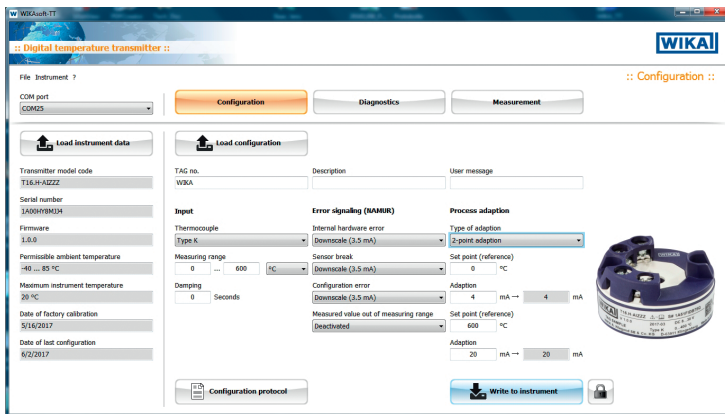 WIKAsoft-TT
:: Digital temperature transmitter ::
WIKA
File Instrument ?
:: Configuration ::
COM port
COM25
Configuration
Diagnostics
Measurement
Load instrument data
Load configuration
Transmitter model code
T16.H-AIZZZ
Serial number
1A00HY8MJJ4
Firmware
1.0.0
Permissible ambient temperature
-40 ... 85 °C
Maximum instrument temperature
20 °C
Date of factory calibration
5/16/2017
Date of last configuration
6/2/2017
TAG no.
WIKA
Description
User message
Input
Thermocouple
Type K
Measuring range
0 ... 600 °C
Damping
0 Seconds
Error signaling (NAMUR)
Internal hardware error
Downscale (3.5 mA)
Sensor break
Downscale (3.5 mA)
Configuration error
Downscale (3.5 mA)
Measured value out of measuring range
Deactivated
Process adaption
Type of adaption
2-point adaption
Set point (reference)
0 °C
Adaption
4 mA → 4 mA
Set point (reference)
600 °C
Adaption
20 mA → 20 mA
WIKA
T16.H-AIZZZ
Type K
Configuration protocol
Write to instrument